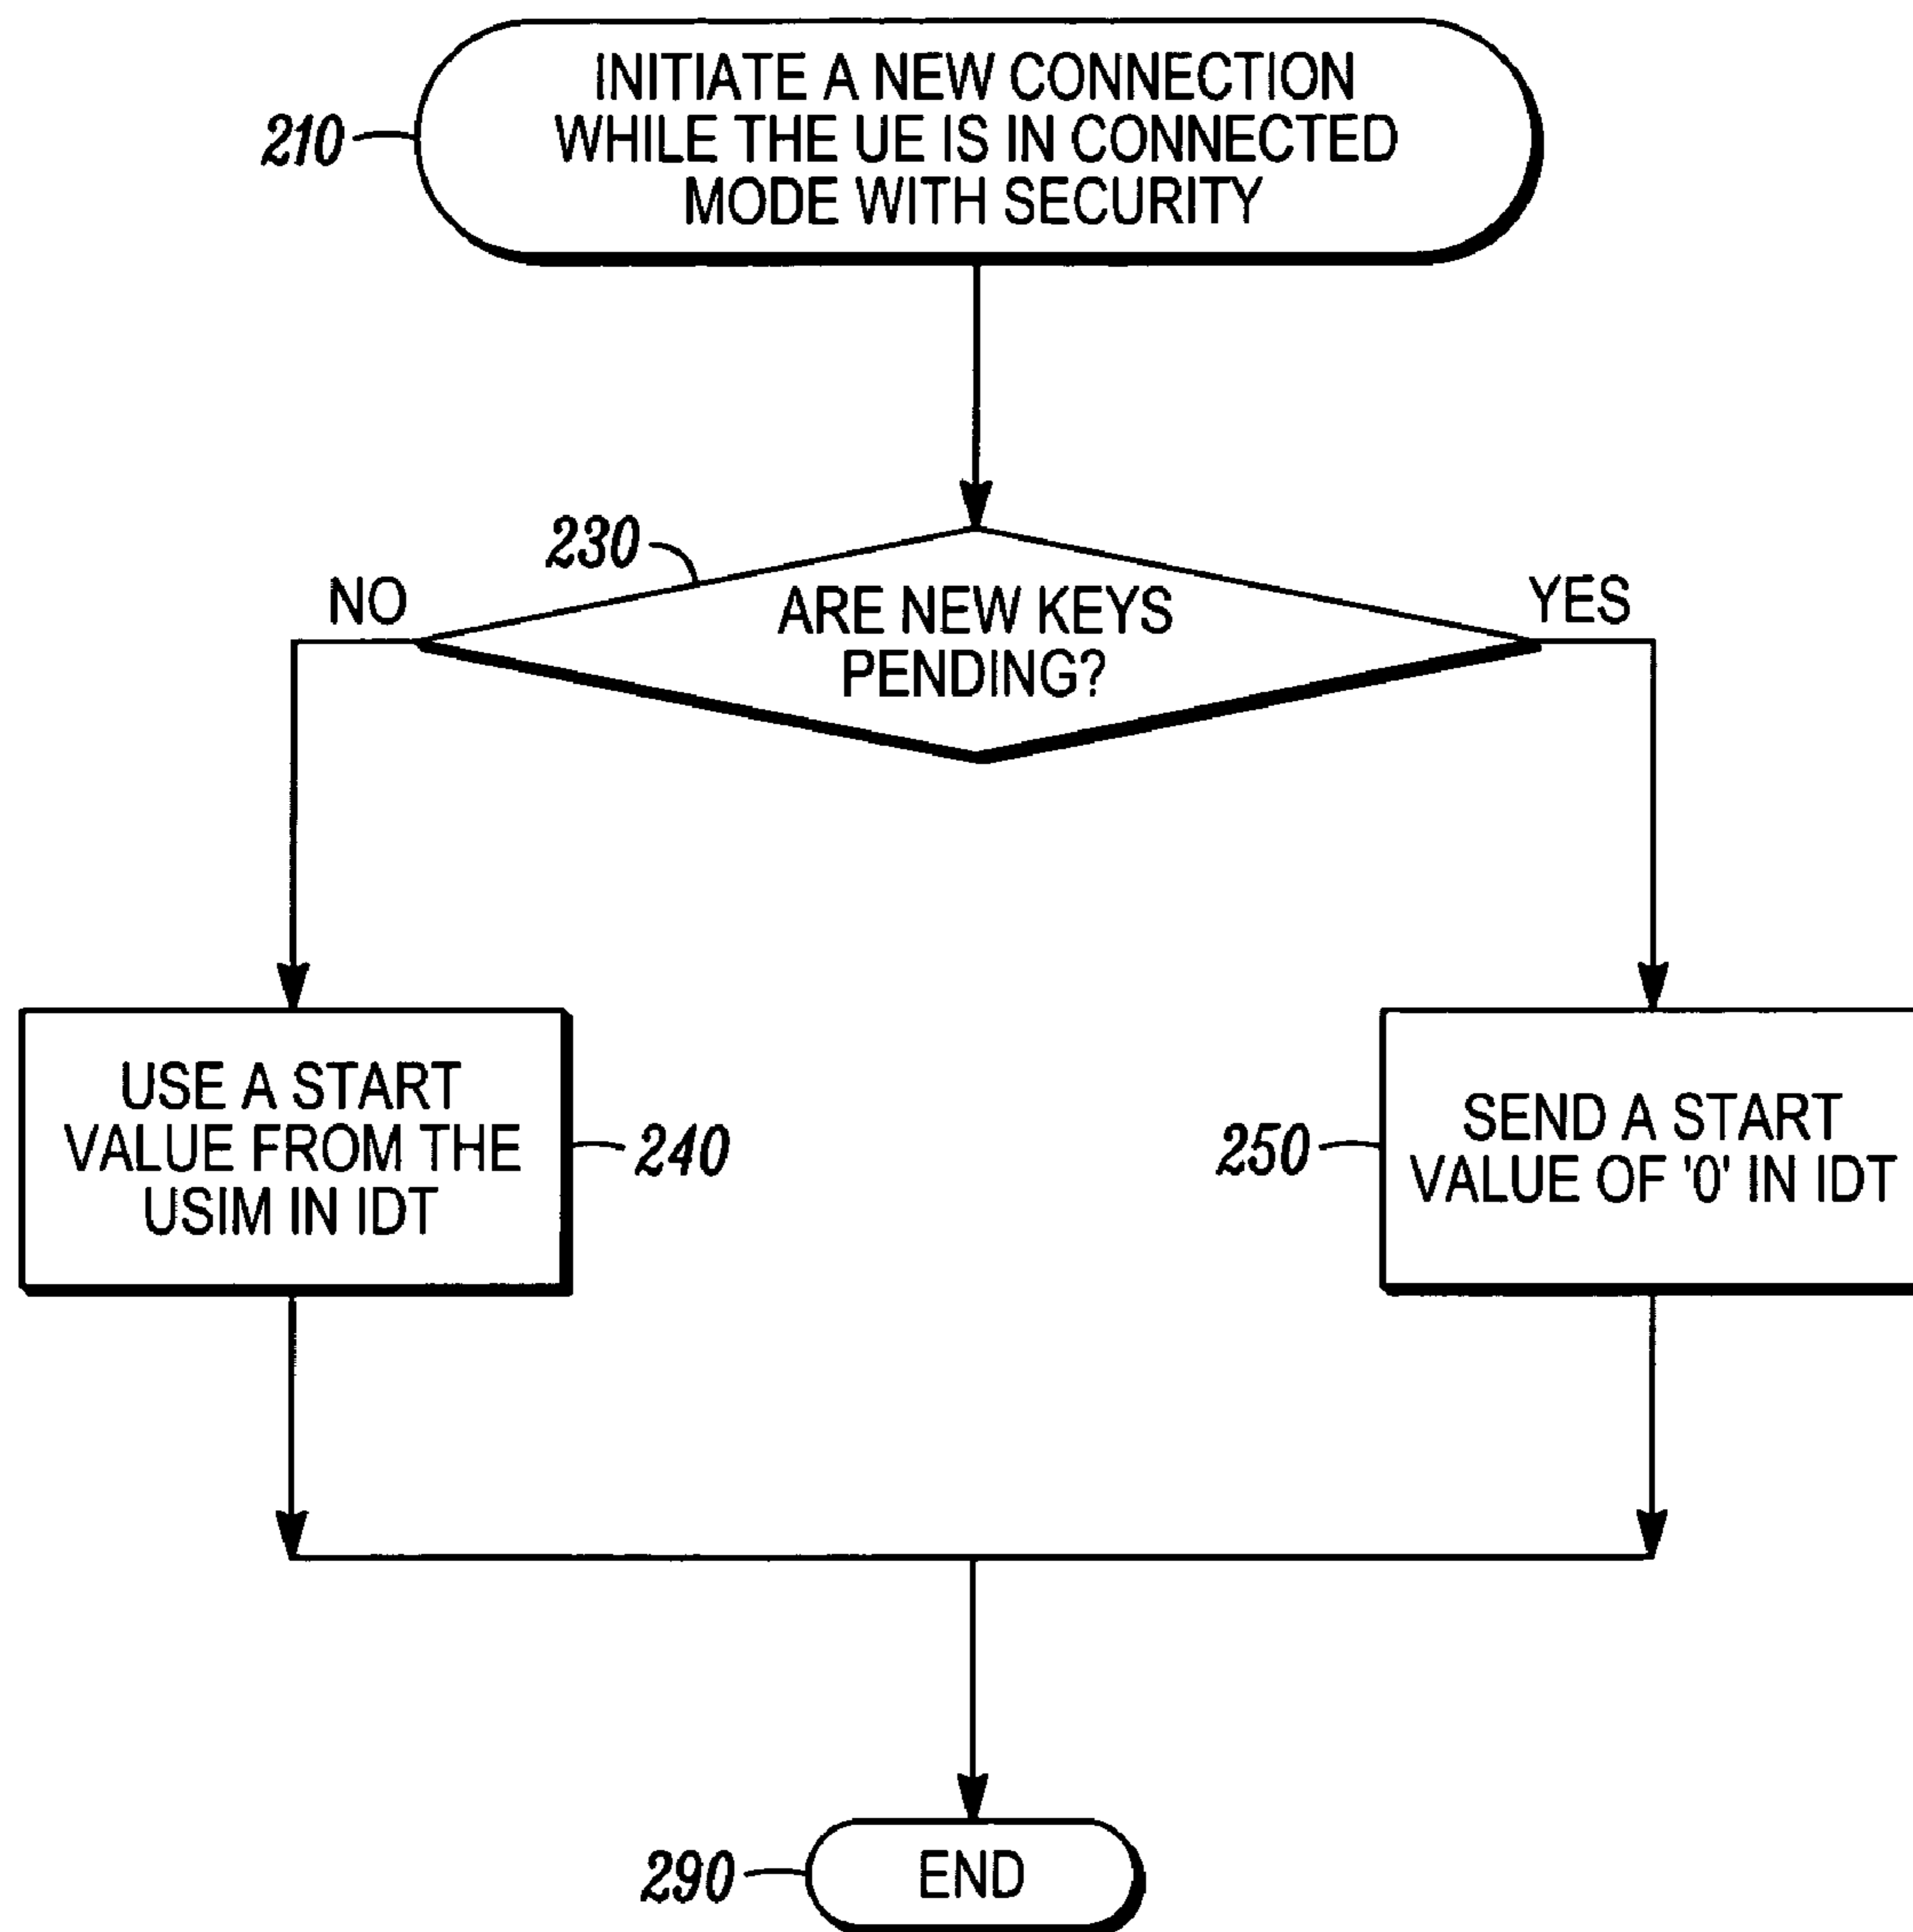 INITIATE A NEW CONNECTION
WHILE THE UE IS IN CONNECTED
MODE WITH SECURITY
210
230
NO
ARE NEW KEYS
PENDING?
YES
USE A START
VALUE FROM THE
USIM IN IDT
240
250
SEND A START
VALUE OF '0' IN IDT
290
END